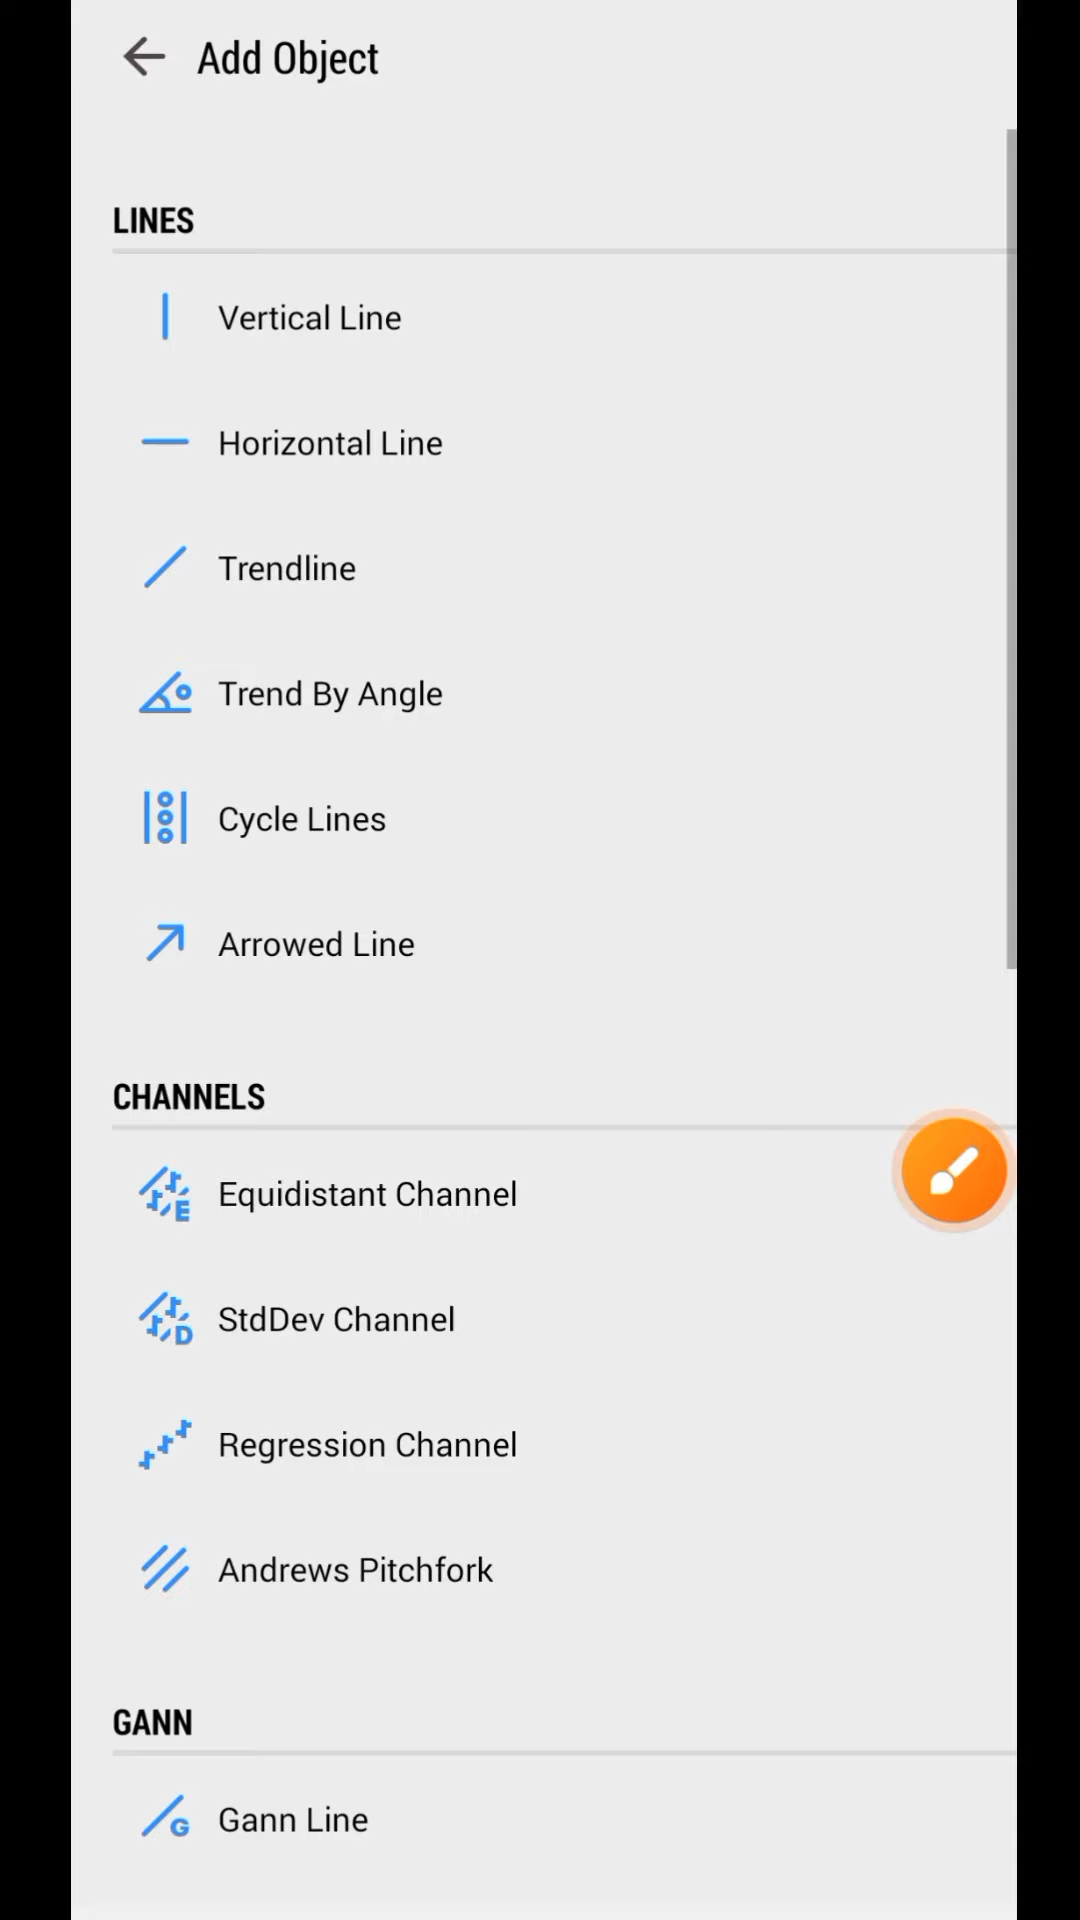 Add Object
LINES
Vertical Line
Horizontal Line
Trendline
Trend By Angle
Cycle Lines
Arrowed Line
CHANNELS
Equidistant Channel
StdDev Channel
Regression Channel
Andrews Pitchfork
GANN
Gann Line